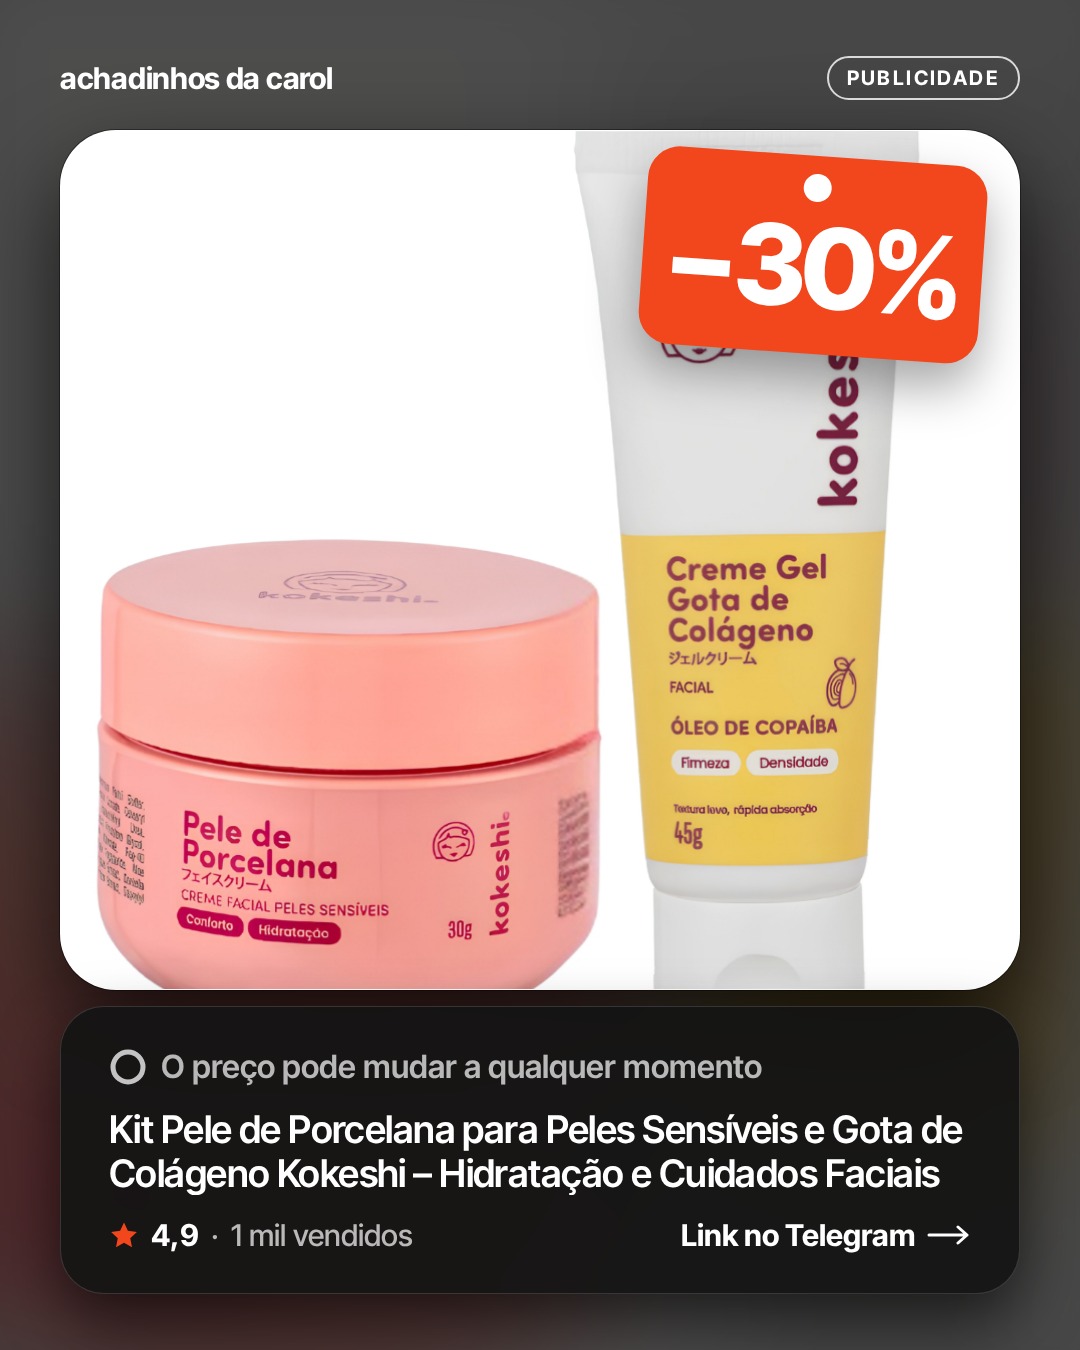 achadinhos da carol
PUBLICIDADE
–30%
kokes
Creme Gel
Gota de
Colágeno
ジェルクリーム
FACIAL
ÓLEO DE COPAÍBA
Firmeza Densidade
Textura leve, rápida absorção
45g
kokeshi
Pele de
Porcelana
フェイスクリーム
CREME FACIAL PELES SENSÍVEIS
Conforto Hidratação
30g
kokeshi
O preço pode mudar a qualquer momento
Kit Pele de Porcelana para Peles Sensíveis e Gota de
Colágeno Kokeshi – Hidratação e Cuidados Faciais
4,9 · 1 mil vendidos
Link no Telegram →